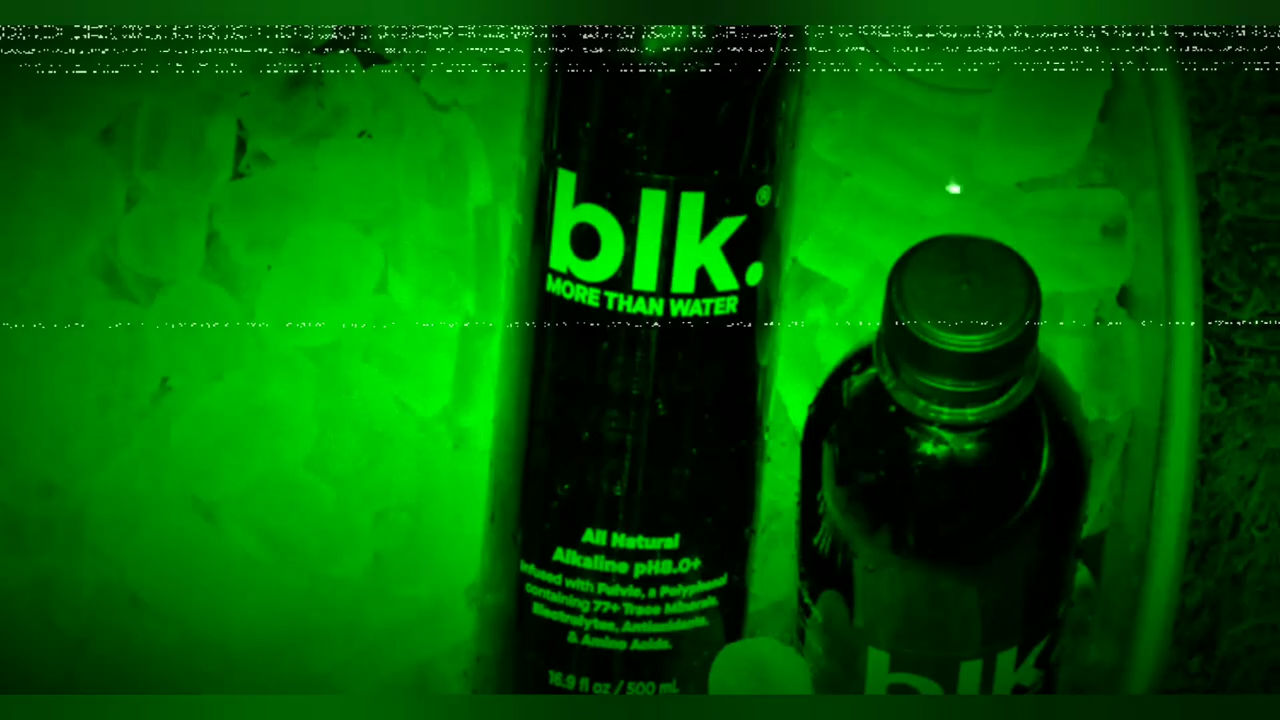 blk.®
MORE THAN WATER
All Natural
Alkaline pH8.0+
Infused with Fulvic, a Polyphenol
containing 77+ Trace Minerals,
Electrolytes, Antioxidants,
& Amino Acids.
16.9 fl oz / 500 mL
blk